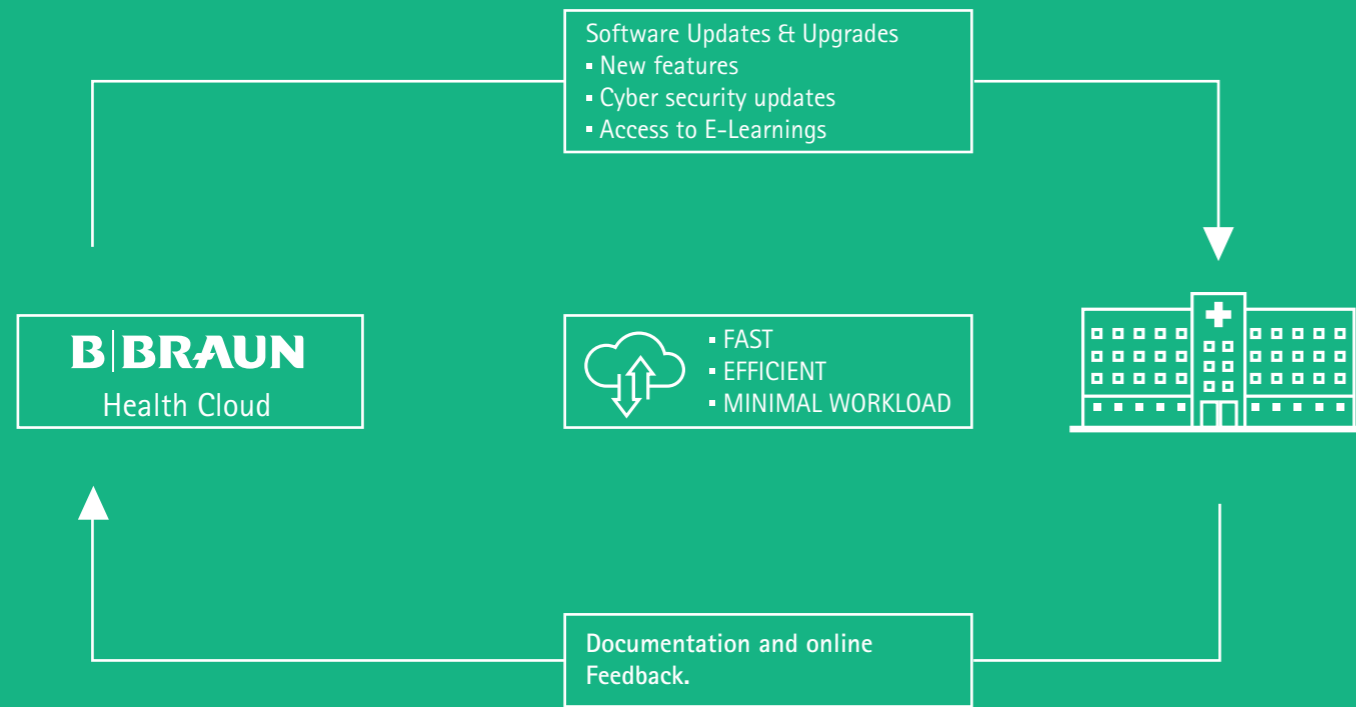 Software Updates & Upgrades
▪ New features
▪ Cyber security updates
▪ Access to E-Learnings
B|BRAUN
Health Cloud
▪ FAST
▪ EFFICIENT
▪ MINIMAL WORKLOAD
Documentation and online
Feedback.